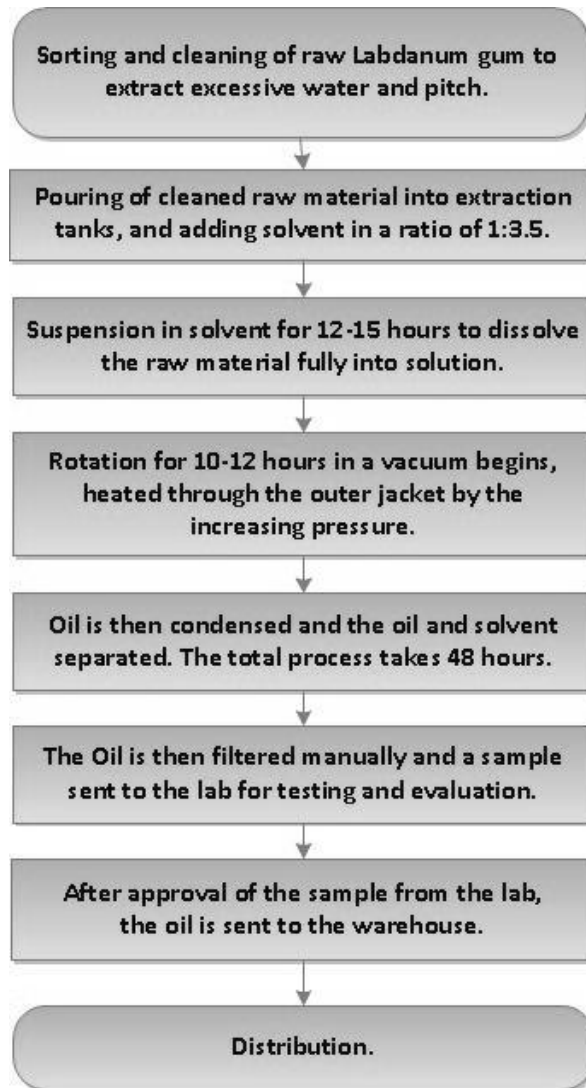 Sorting and cleaning of raw Labdanum gum to
extract excessive water and pitch.
Pouring of cleaned raw material into extraction
tanks, and adding solvent in a ratio of 1:3.5.
Suspension in solvent for 12-15 hours to dissolve
the raw material fully into solution.
Rotation for 10-12 hours in a vacuum begins,
heated through the outer jacket by the
increasing pressure.
Oil is then condensed and the oil and solvent
separated. The total process takes 48 hours.
The Oil is then filtered manually and a sample
sent to the lab for testing and evaluation.
After approval of the sample from the lab,
the oil is sent to the warehouse.
Distribution.